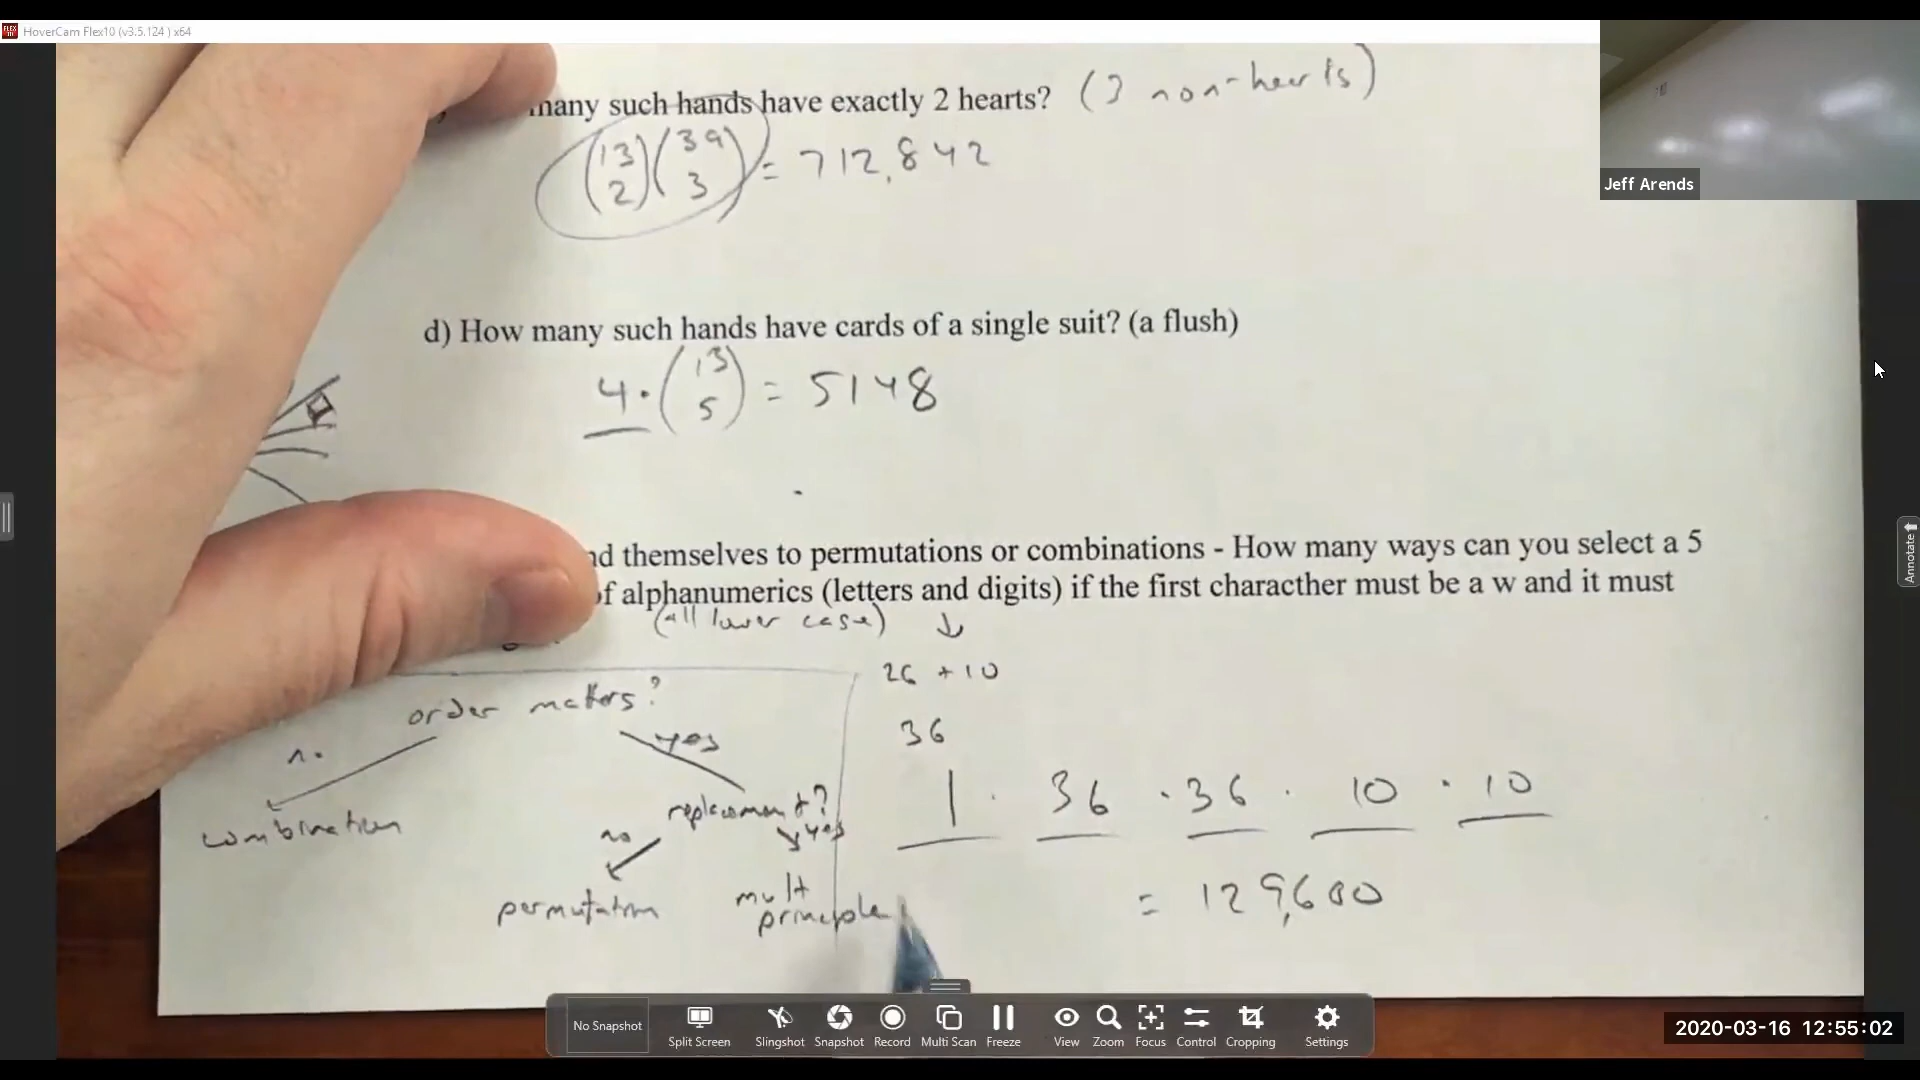 HoverCam Flex10 (v3.5.124 ) x64
many such hands have exactly 2 hearts? (3 non-hearts)
(13 2)(39 3) = 712,842
Jeff Arends
d) How many such hands have cards of a single suit? (a flush)
4 · (13 5) = 5148
nd themselves to permutations or combinations - How many ways can you select a 5
of alphanumerics (letters and digits) if the first characther must be a w and it must
(all lower case) ↓
26 + 10
order matters?
36
no yes
1 · 36 · 36 · 10 · 10
replacement?
combination
no yes
= 129,600
permutation
mult
principle
Annotate
No Snapshot
Split Screen Slingshot Snapshot Record Multi Scan Freeze View Zoom Focus Control Cropping Settings
2020-03-16 12:55:02